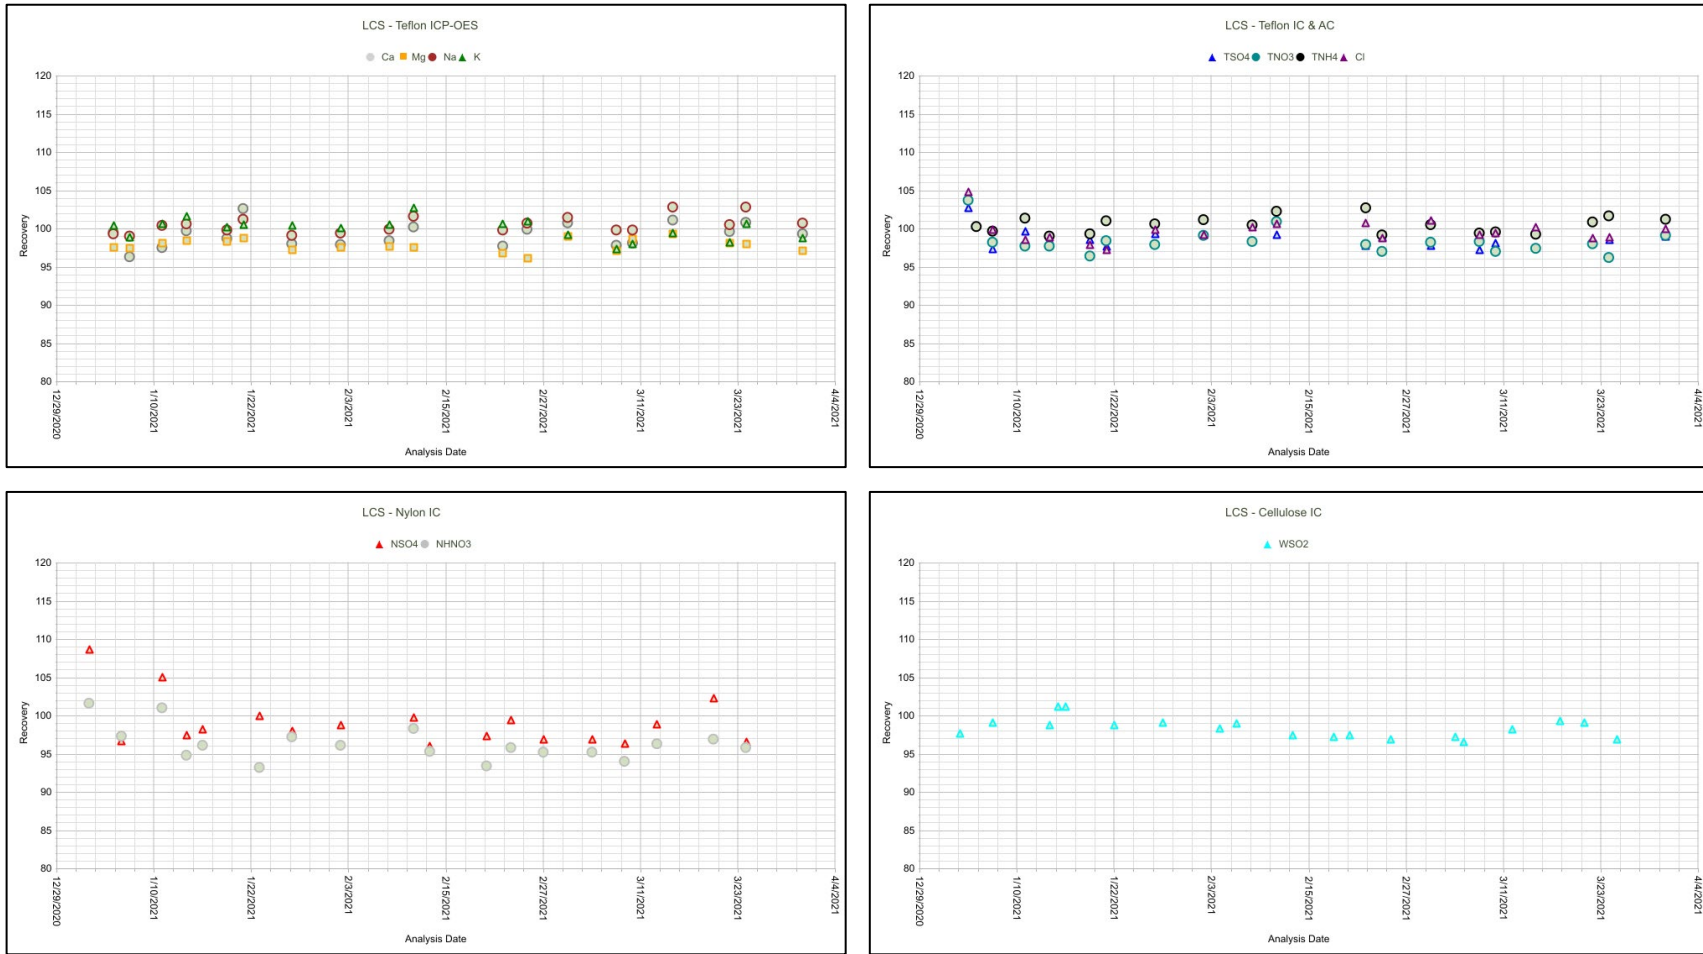 LCS - Teflon ICP-OES
Ca Mg Na K
120
115
110
105
100
95
90
85
80
Recovery
12/29/2020 1/10/2021 1/22/2021 2/3/2021 2/15/2021 2/27/2021 3/11/2021 3/23/2021 4/4/2021
Analysis Date
LCS - Teflon IC & AC
TSO4 TNO3 TNH4 Cl
120
115
110
105
100
95
90
85
80
Recovery
12/29/2020 1/10/2021 1/22/2021 2/3/2021 2/15/2021 2/27/2021 3/11/2021 3/23/2021 4/4/2021
Analysis Date
LCS - Nylon IC
NSO4 NHNO3
120
115
110
105
100
95
90
85
80
Recovery
12/29/2020 1/10/2021 1/22/2021 2/3/2021 2/15/2021 2/27/2021 3/11/2021 3/23/2021 4/4/2021
Analysis Date
LCS - Cellulose IC
WSO2
120
115
110
105
100
95
90
85
80
Recovery
12/29/2020 1/10/2021 1/22/2021 2/3/2021 2/15/2021 2/27/2021 3/11/2021 3/23/2021 4/4/2021
Analysis Date